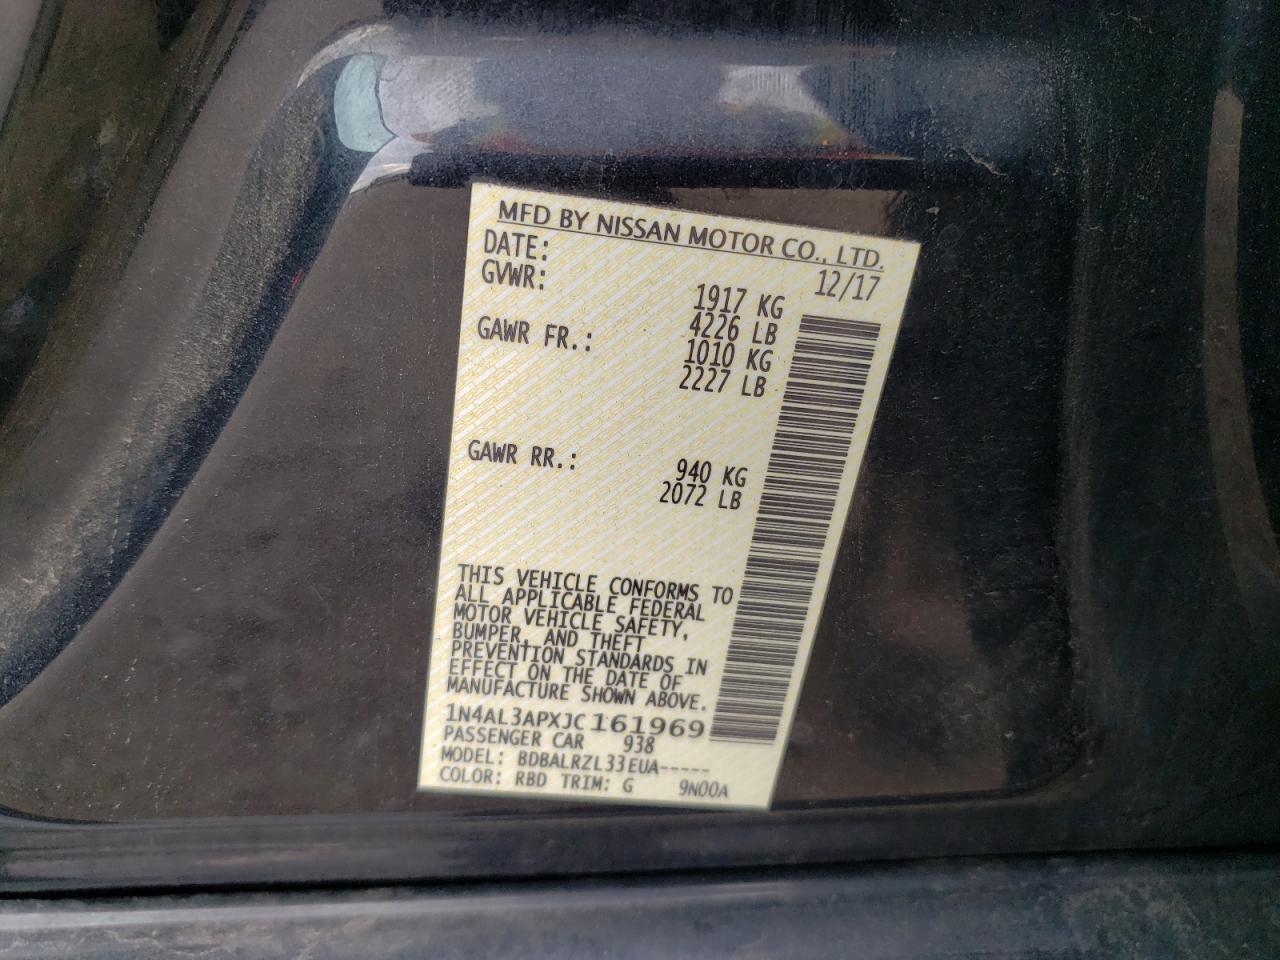 MFD BY NISSAN MOTOR CO., LTD.
DATE: 12/17
GVWR: 1917 KG
4226 LB
GAWR FR.: 1010 KG
2227 LB
GAWR RR.: 940 KG
2072 LB
THIS VEHICLE CONFORMS TO
ALL APPLICABLE FEDERAL
MOTOR VEHICLE SAFETY,
BUMPER, AND THEFT
PREVENTION STANDARDS IN
EFFECT ON THE DATE OF
MANUFACTURE SHOWN ABOVE.
1N4AL3APXJC161969
PASSENGER CAR 938
MODEL: BDBALRZL33EUA-----
COLOR: RBD TRIM: G 9N00A